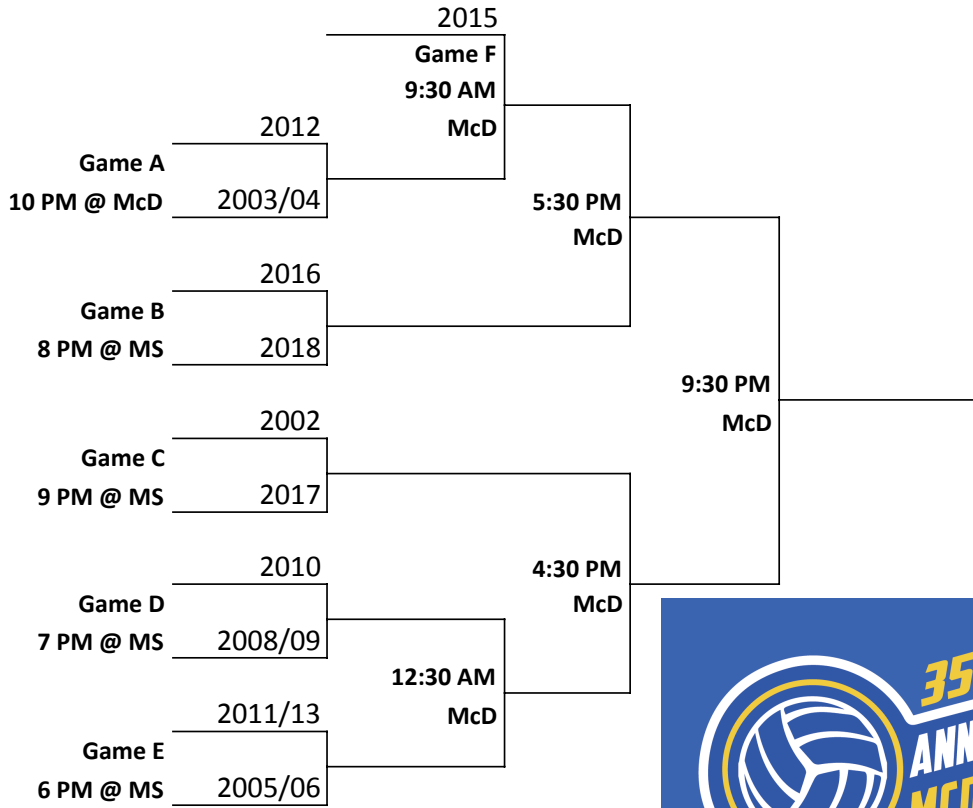 2015
Game F
9:30 AM
McD
2012
Game A
10 PM @ McD
2003/04
5:30 PM
McD
2016
Game B
8 PM @ MS
2018
9:30 PM
McD
2002
Game C
9 PM @ MS
2017
2010
4:30 PM
McD
Game D
7 PM @ MS
2008/09
12:30 AM
McD
2011/13
Game E
6 PM @ MS
2005/06
35
ANN